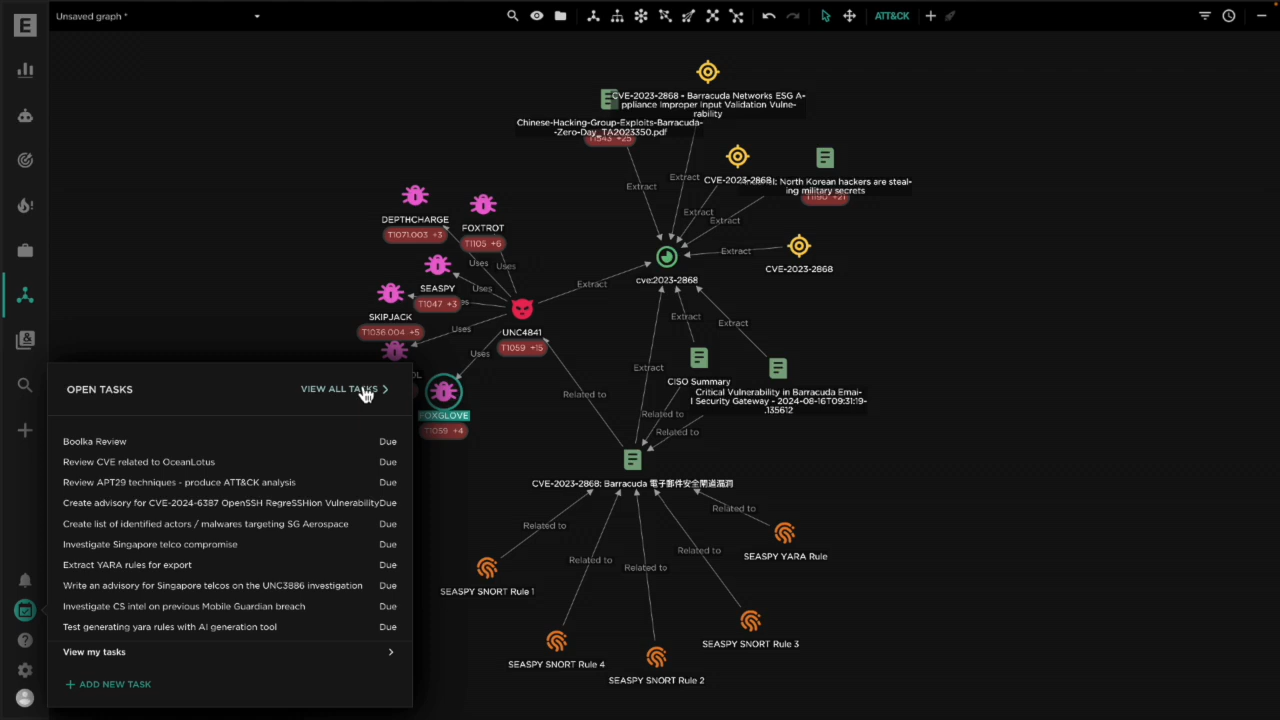 Unsaved graph *
ATT&CK
CVE-2023-2868 - Barracuda Networks ESG A-
ppliance Improper Input Validation Vulne-
rability
Chinese-Hacking-Group-Exploits-Barracuda-
-Zero-Day_TA2023350.pdf
T1543 +25
Extract
Extract
CVE-2023-2868
North Korean hackers are steal-
ing military secrets
T1190 +21
Extract
Extract
Extract
CVE-2023-2868
DEPTHCHARGE
T1071.003 +3
FOXTROT
T1105 +6
Uses
Uses
SEASPY
T1047 +3
Uses
SKIPJACK
T1036.004 +5
Uses
Uses
UNC4841
T1059 +15
Extract
cve:2023-2868
Extract
Extract
Extract
CISO Summary
Critical Vulnerability in Barracuda Emai-
l Security Gateway - 2024-08-16T09:31:19-
.135612
Related to
Related to
Related to
FOXGLOVE
T1059 +4
CVE-2023-2868: Barracuda 電子郵件安全閘道漏洞
Related to
Related to
Related to
Related to
Related to
SEASPY YARA Rule
SEASPY SNORT Rule 1
SEASPY SNORT Rule 3
SEASPY SNORT Rule 4
SEASPY SNORT Rule 2
OPEN TASKS
VIEW ALL TASKS
Boolka Review Due
Review CVE related to OceanLotus Due
Review APT29 techniques - produce ATT&CK analysis Due
Create advisory for CVE-2024-6387 OpenSSH RegreSSHion Vulnerability Due
Create list of identified actors / malwares targeting SG Aerospace Due
Investigate Singapore telco compromise Due
Extract YARA rules for export Due
Write an advisory for Singapore telcos on the UNC3886 investigation Due
Investigate CS intel on previous Mobile Guardian breach Due
Test generating yara rules with AI generation tool Due
View my tasks
+ ADD NEW TASK